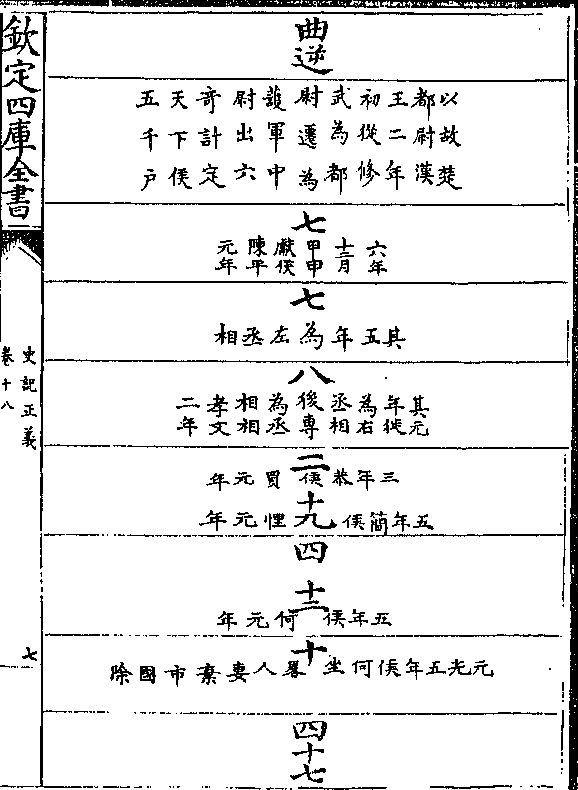 欽定四庫全書
史記正義
卷十八
七
曲逆
以故楚
都尉漢
王二年
初從修
武為都
尉遷為
護軍中
尉出六
奇計定
天下侯
五千户
七
六年
十二月
甲申
獻侯
陳平
元年
七
其五年為左丞相
八
其元
年徙
為右
丞相
後專
為丞
相相
孝文
二年
二
三年恭侯買元年
十九
五年簡侯悝元年
四
十二
五年侯何元年
十
元光五年侯何坐畧人妻棄市國除
四十七